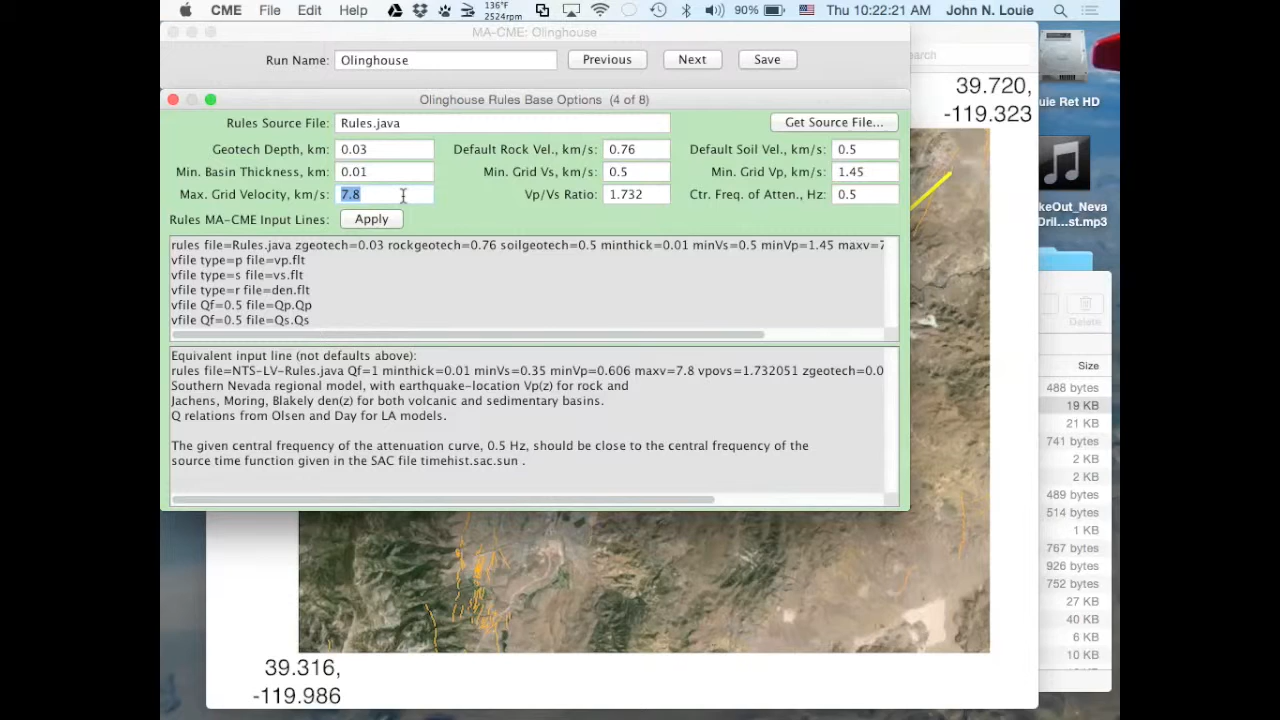 CME File Edit Help 136°F 2524rpm 90% Thu 10:22:21 AM John N. Louie
MA-CME: Olinghouse
Run Name: Olinghouse Previous Next Save
earch
39.720,
-119.323
uie Ret HD
Olinghouse Rules Base Options (4 of 8)
Rules Source File: Rules.java Get Source File...
Geotech Depth, km: 0.03 Default Rock Vel., km/s: 0.76 Default Soil Vel., km/s: 0.5
Min. Basin Thickness, km: 0.01 Min. Grid Vs, km/s: 0.5 Min. Grid Vp, km/s: 1.45
Max. Grid Velocity, km/s: 7.8 Vp/Vs Ratio: 1.732 Ctr. Freq. of Atten., Hz: 0.5
keOut_Neva
Dril...st.mp3
Rules MA-CME Input Lines: Apply
rules file=Rules.java zgeotech=0.03 rockgeotech=0.76 soilgeotech=0.5 minthick=0.01 minVs=0.5 minVp=1.45 maxv=7
vfile type=p file=vp.flt
vfile type=s file=vs.flt
vfile type=r file=den.flt
vfile Qf=0.5 file=Qp.Qp
vfile Qf=0.5 file=Qs.Qs
Delete
Equivalent input line (not defaults above):
rules file=NTS-LV-Rules.java Qf=1 minthick=0.01 minVs=0.35 minVp=0.606 maxv=7.8 vpovs=1.732051 zgeotech=0.0
Southern Nevada regional model, with earthquake-location Vp(z) for rock and
Jachens, Moring, Blakely den(z) for both volcanic and sedimentary basins.
Q relations from Olsen and Day for LA models.
The given central frequency of the attenuation curve, 0.5 Hz, should be close to the central frequency of the
source time function given in the SAC file timehist.sac.sun .
Size
488 bytes
19 KB
21 KB
741 bytes
2 KB
2 KB
489 bytes
514 bytes
1 KB
767 bytes
926 bytes
752 bytes
27 KB
40 KB
6 KB
10 KB
39.316,
-119.986